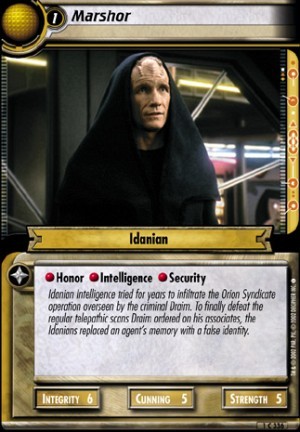 1 Marshor
Idanian
Honor Intelligence Security
Idanian intelligence tried for years to infiltrate the Orion Syndicate
operation overseen by the criminal Draim. To finally defeat the
regular telepathic scans Draim ordered on his associates, the
Idanians replaced an agent's memory with a false identity.
INTEGRITY 6 CUNNING 5 STRENGTH 5